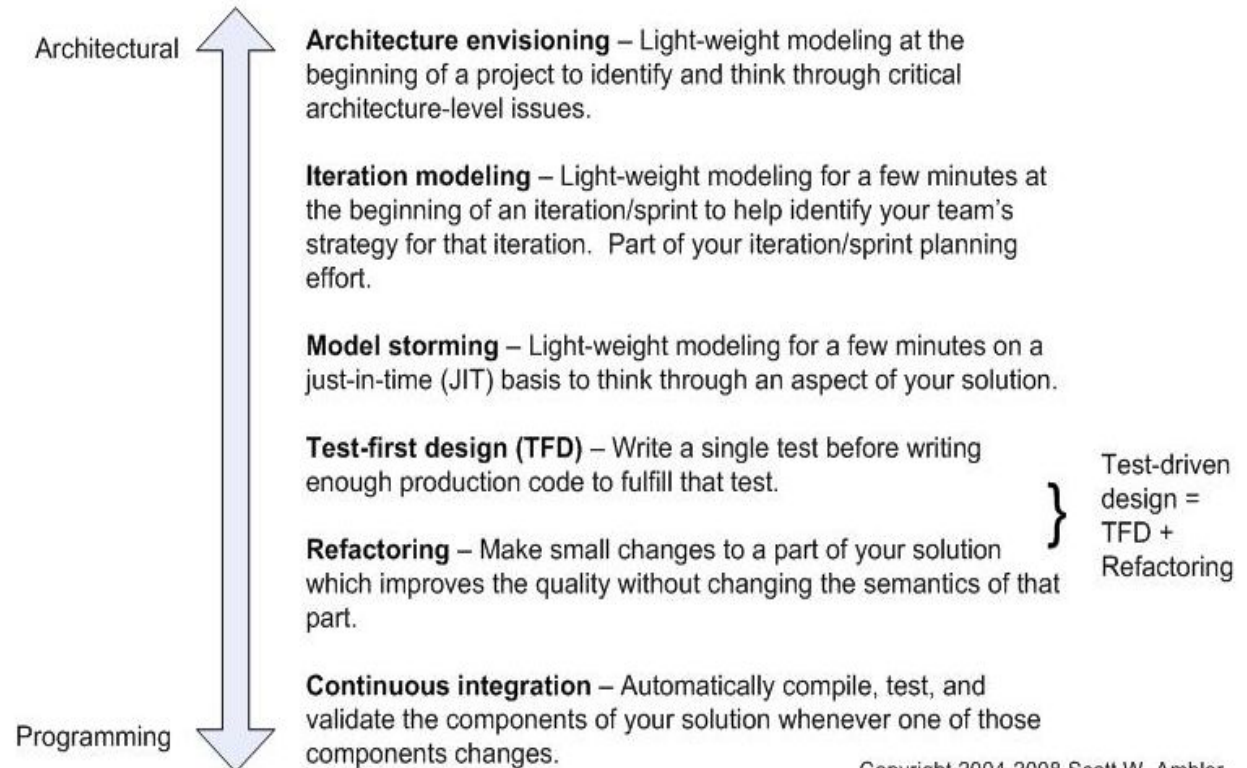 Architectural
Architecture envisioning – Light-weight modeling at the
beginning of a project to identify and think through critical
architecture-level issues.
Iteration modeling – Light-weight modeling for a few minutes at
the beginning of an iteration/sprint to help identify your team's
strategy for that iteration.  Part of your iteration/sprint planning
effort.
Model storming – Light-weight modeling for a few minutes on a
just-in-time (JIT) basis to think through an aspect of your solution.
Test-first design (TFD) – Write a single test before writing
enough production code to fulfill that test.
Refactoring – Make small changes to a part of your solution
which improves the quality without changing the semantics of that
part.
}
Test-driven
design =
TFD +
Refactoring
Continuous integration – Automatically compile, test, and
validate the components of your solution whenever one of those
components changes.
Programming
Copyright 2004-2008 Scott W. Ambler